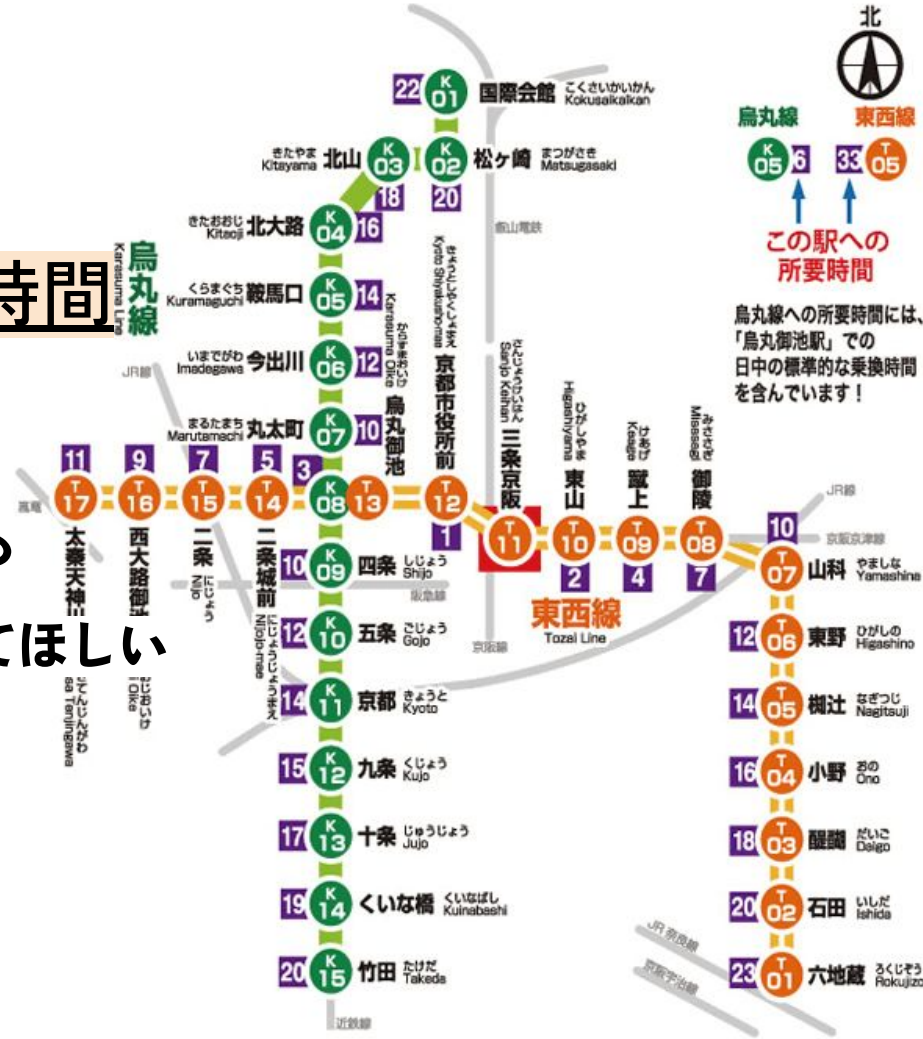 北
烏丸線
東西線
K
05
6
33
T
05
この駅への
所要時間
烏丸線への所要時間には、
「烏丸御池駅」での
日中の標準的な乗換時間
を含んでいます！
時間
てほしい
烏丸線
Karasuma Line
22
K
01
国際会館
こくさいかいかん
Kokusaikaikan
きたやま
Kitayama
北山
K
03
18
K
02
20
松ヶ崎
まつがさき
Matsugasaki
きたおおじ
Kitaoji
北大路
K
04
16
叡山電鉄
くらまぐち
Kuramaguchi
鞍馬口
K
05
14
いまでがわ
Imadegawa
今出川
K
06
12
JR線
まるたまち
Marutamachi
丸太町
K
07
10
からすまおいけ
Karasuma Oike
烏丸御池
3
K
08
T
13
きょうとしやくしょまえ
Kyoto Shiyakusho-mae
京都市役所前
T
12
1
さんじょうけいはん
Sanjo Keihan
三条京阪
T
11
ひがしやま
Higashiyama
東山
T
10
2
けあげ
Keage
蹴上
T
09
4
みささぎ
Misasagi
御陵
T
08
7
11
T
17
太秦天神川
てんじんがわ
sa Tenjingawa
9
T
16
西大路御池
じおいけ
Oike
7
T
15
二条
にじょう
Nijo
5
T
14
二条城前
にじょうじょうまえ
Nijojo-mae
嵐電
東西線
Tozai Line
JR線
京阪京津線
京阪線
阪急線
10
K
09
四条
しじょう
Shijo
12
K
10
五条
ごじょう
Gojo
14
K
11
京都
きょうと
Kyoto
15
K
12
九条
くじょう
Kujo
17
K
13
十条
じゅうじょう
Jujo
19
K
14
くいな橋
くいなばし
Kuinabashi
20
K
15
竹田
たけだ
Takeda
近鉄線
10
T
07
山科
やましな
Yamashina
12
T
06
東野
ひがしの
Higashino
14
T
05
椥辻
なぎつじ
Nagitsuji
16
T
04
小野
おの
Ono
18
T
03
醍醐
だいご
Daigo
20
T
02
石田
いしだ
Ishida
23
T
01
六地蔵
ろくじぞう
Rokujizo
JR奈良線
京阪宇治線